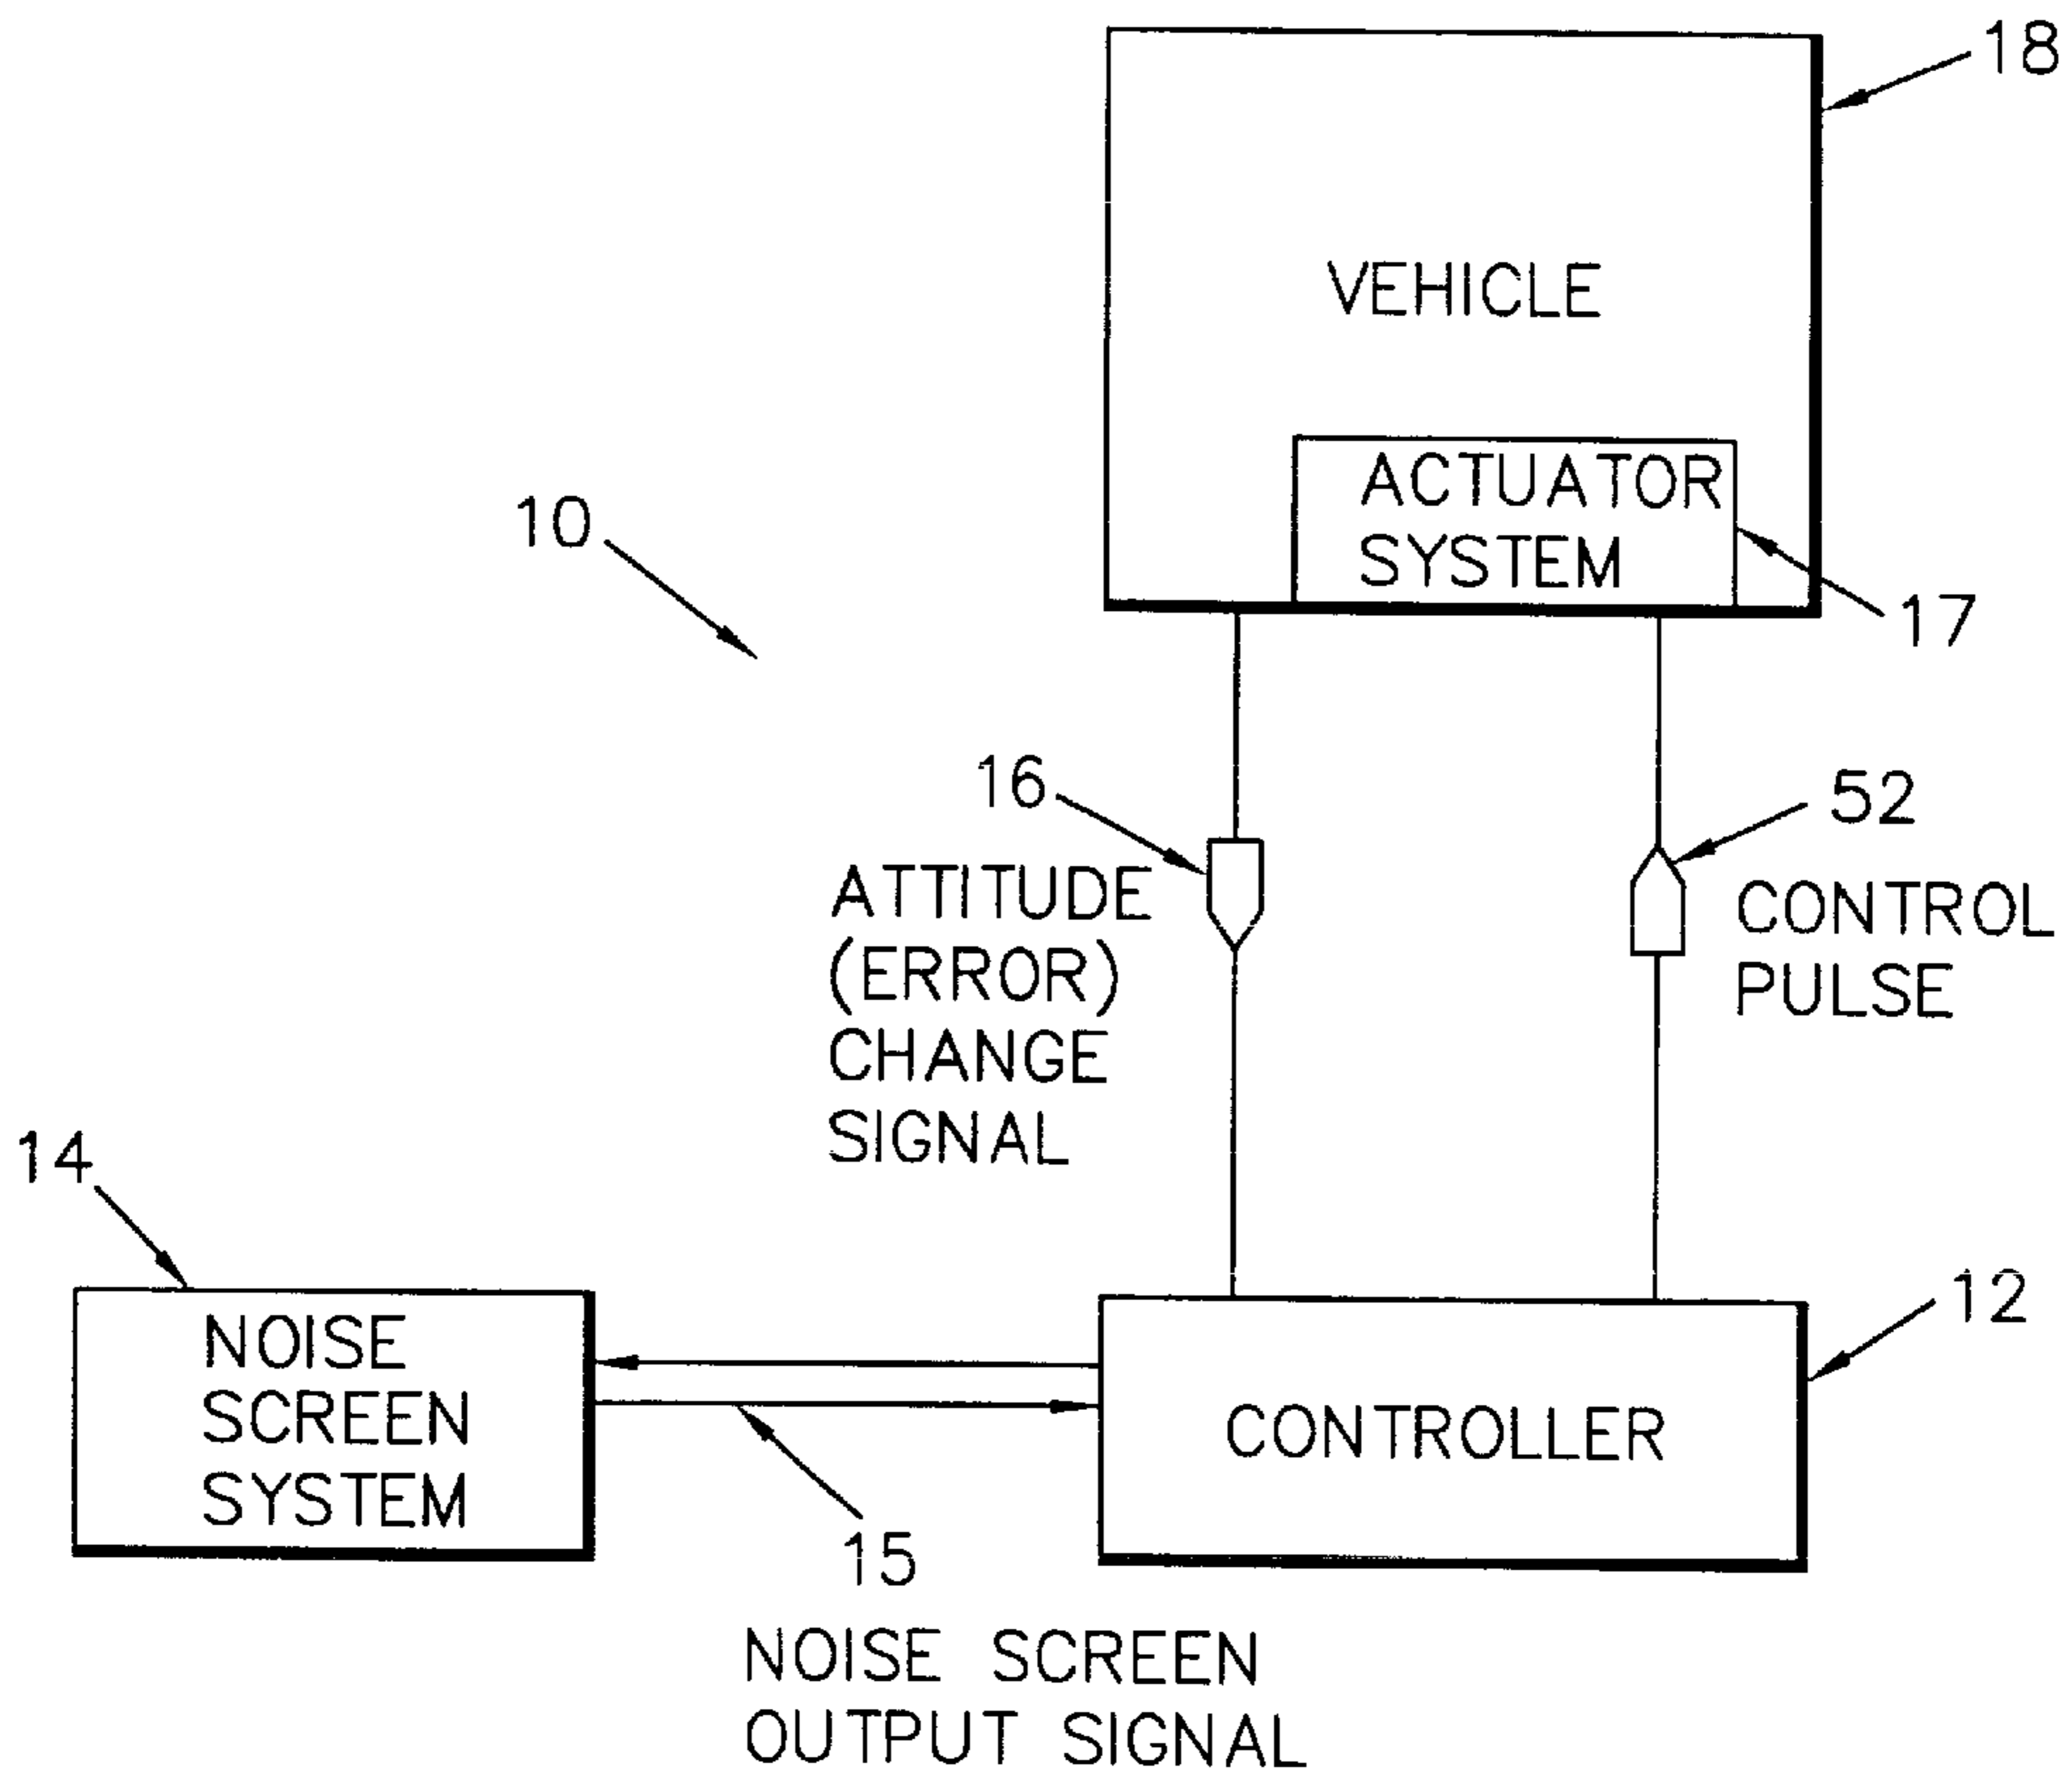 18
VEHICLE
ACTUATOR
SYSTEM
10
17
16
52
ATTITUDE
(ERROR)
CHANGE
SIGNAL
CONTROL
PULSE
14
12
NOISE
SCREEN
SYSTEM
CONTROLLER
15
NOISE SCREEN
OUTPUT SIGNAL